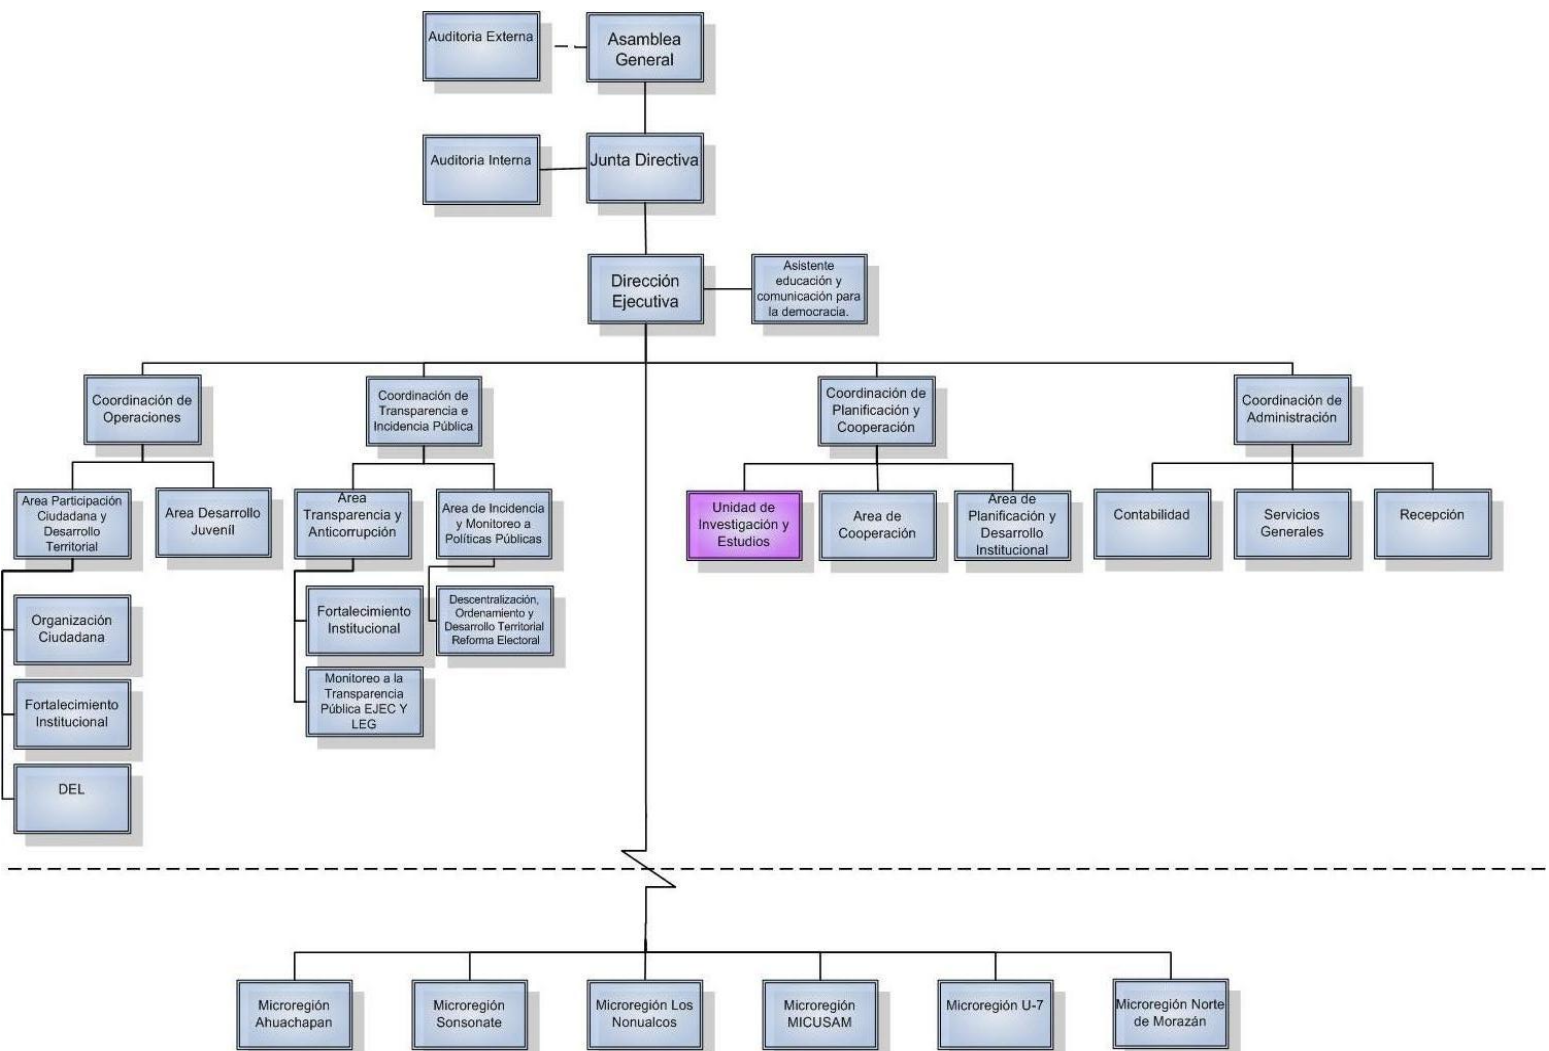 Auditoria Externa
Asamblea
General
Auditoria Interna
Junta Directiva
Dirección
Ejecutiva
Asistente
educación y
comunicación para
la democracia.
Coordinación de
Operaciones
Coordinación de
Transparencia e
Incidencia Pública
Coordinación de
Planificación y
Cooperación
Coordinación de
Administración
Area Participación
Ciudadana y
Desarrollo
Territorial
Area Desarrollo
Juveníl
Area
Transparencia y
Anticorrupción
Area de Incidencia
y Monitoreo a
Políticas Públicas
Unidad de
Investigación y
Estudios
Area de
Cooperación
Area de
Planificación y
Desarrollo
Institucional
Contabilidad
Servicios
Generales
Recepción
Organización
Ciudadana
Fortalecimiento
Institucional
DEL
Fortalecimiento
Institucional
Monitoreo a la
Transparencia
Pública EJEC Y
LEG
Descentralización,
Ordenamiento y
Desarrollo Territorial
Reforma Electoral
Microregión
Ahuachapan
Microregión
Sonsonate
Microregión Los
Nonualcos
Microregión
MICUSAM
Microregión U-7
Microregión Norte
de Morazán